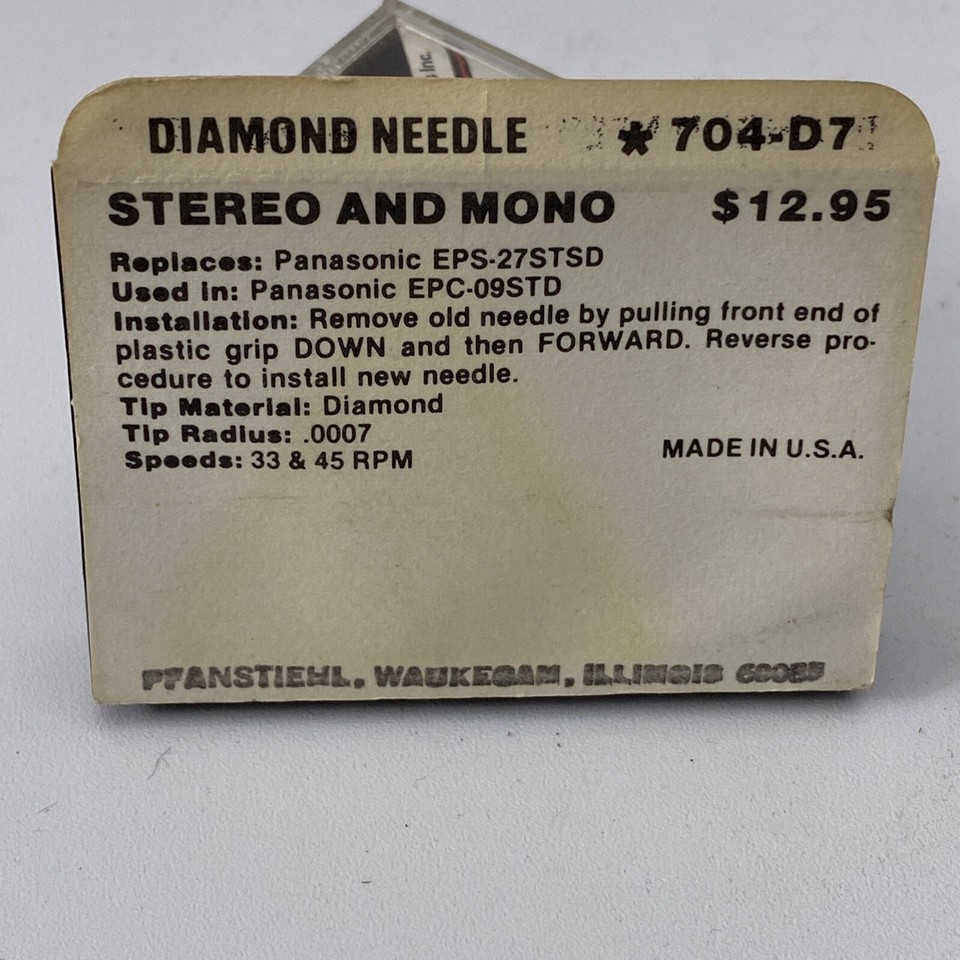 Inc.
DIAMOND NEEDLE *704-D7
STEREO AND MONO $12.95
Replaces: Panasonic EPS-27STSD
Used in: Panasonic EPC-09STD
Installation: Remove old needle by pulling front end of
plastic grip DOWN and then FORWARD. Reverse pro-
cedure to install new needle.
Tip Material: Diamond
Tip Radius: .0007
Speeds: 33 & 45 RPM
MADE IN U.S.A.
PFANSTIEHL, WAUKEGAN, ILLINOIS 60085